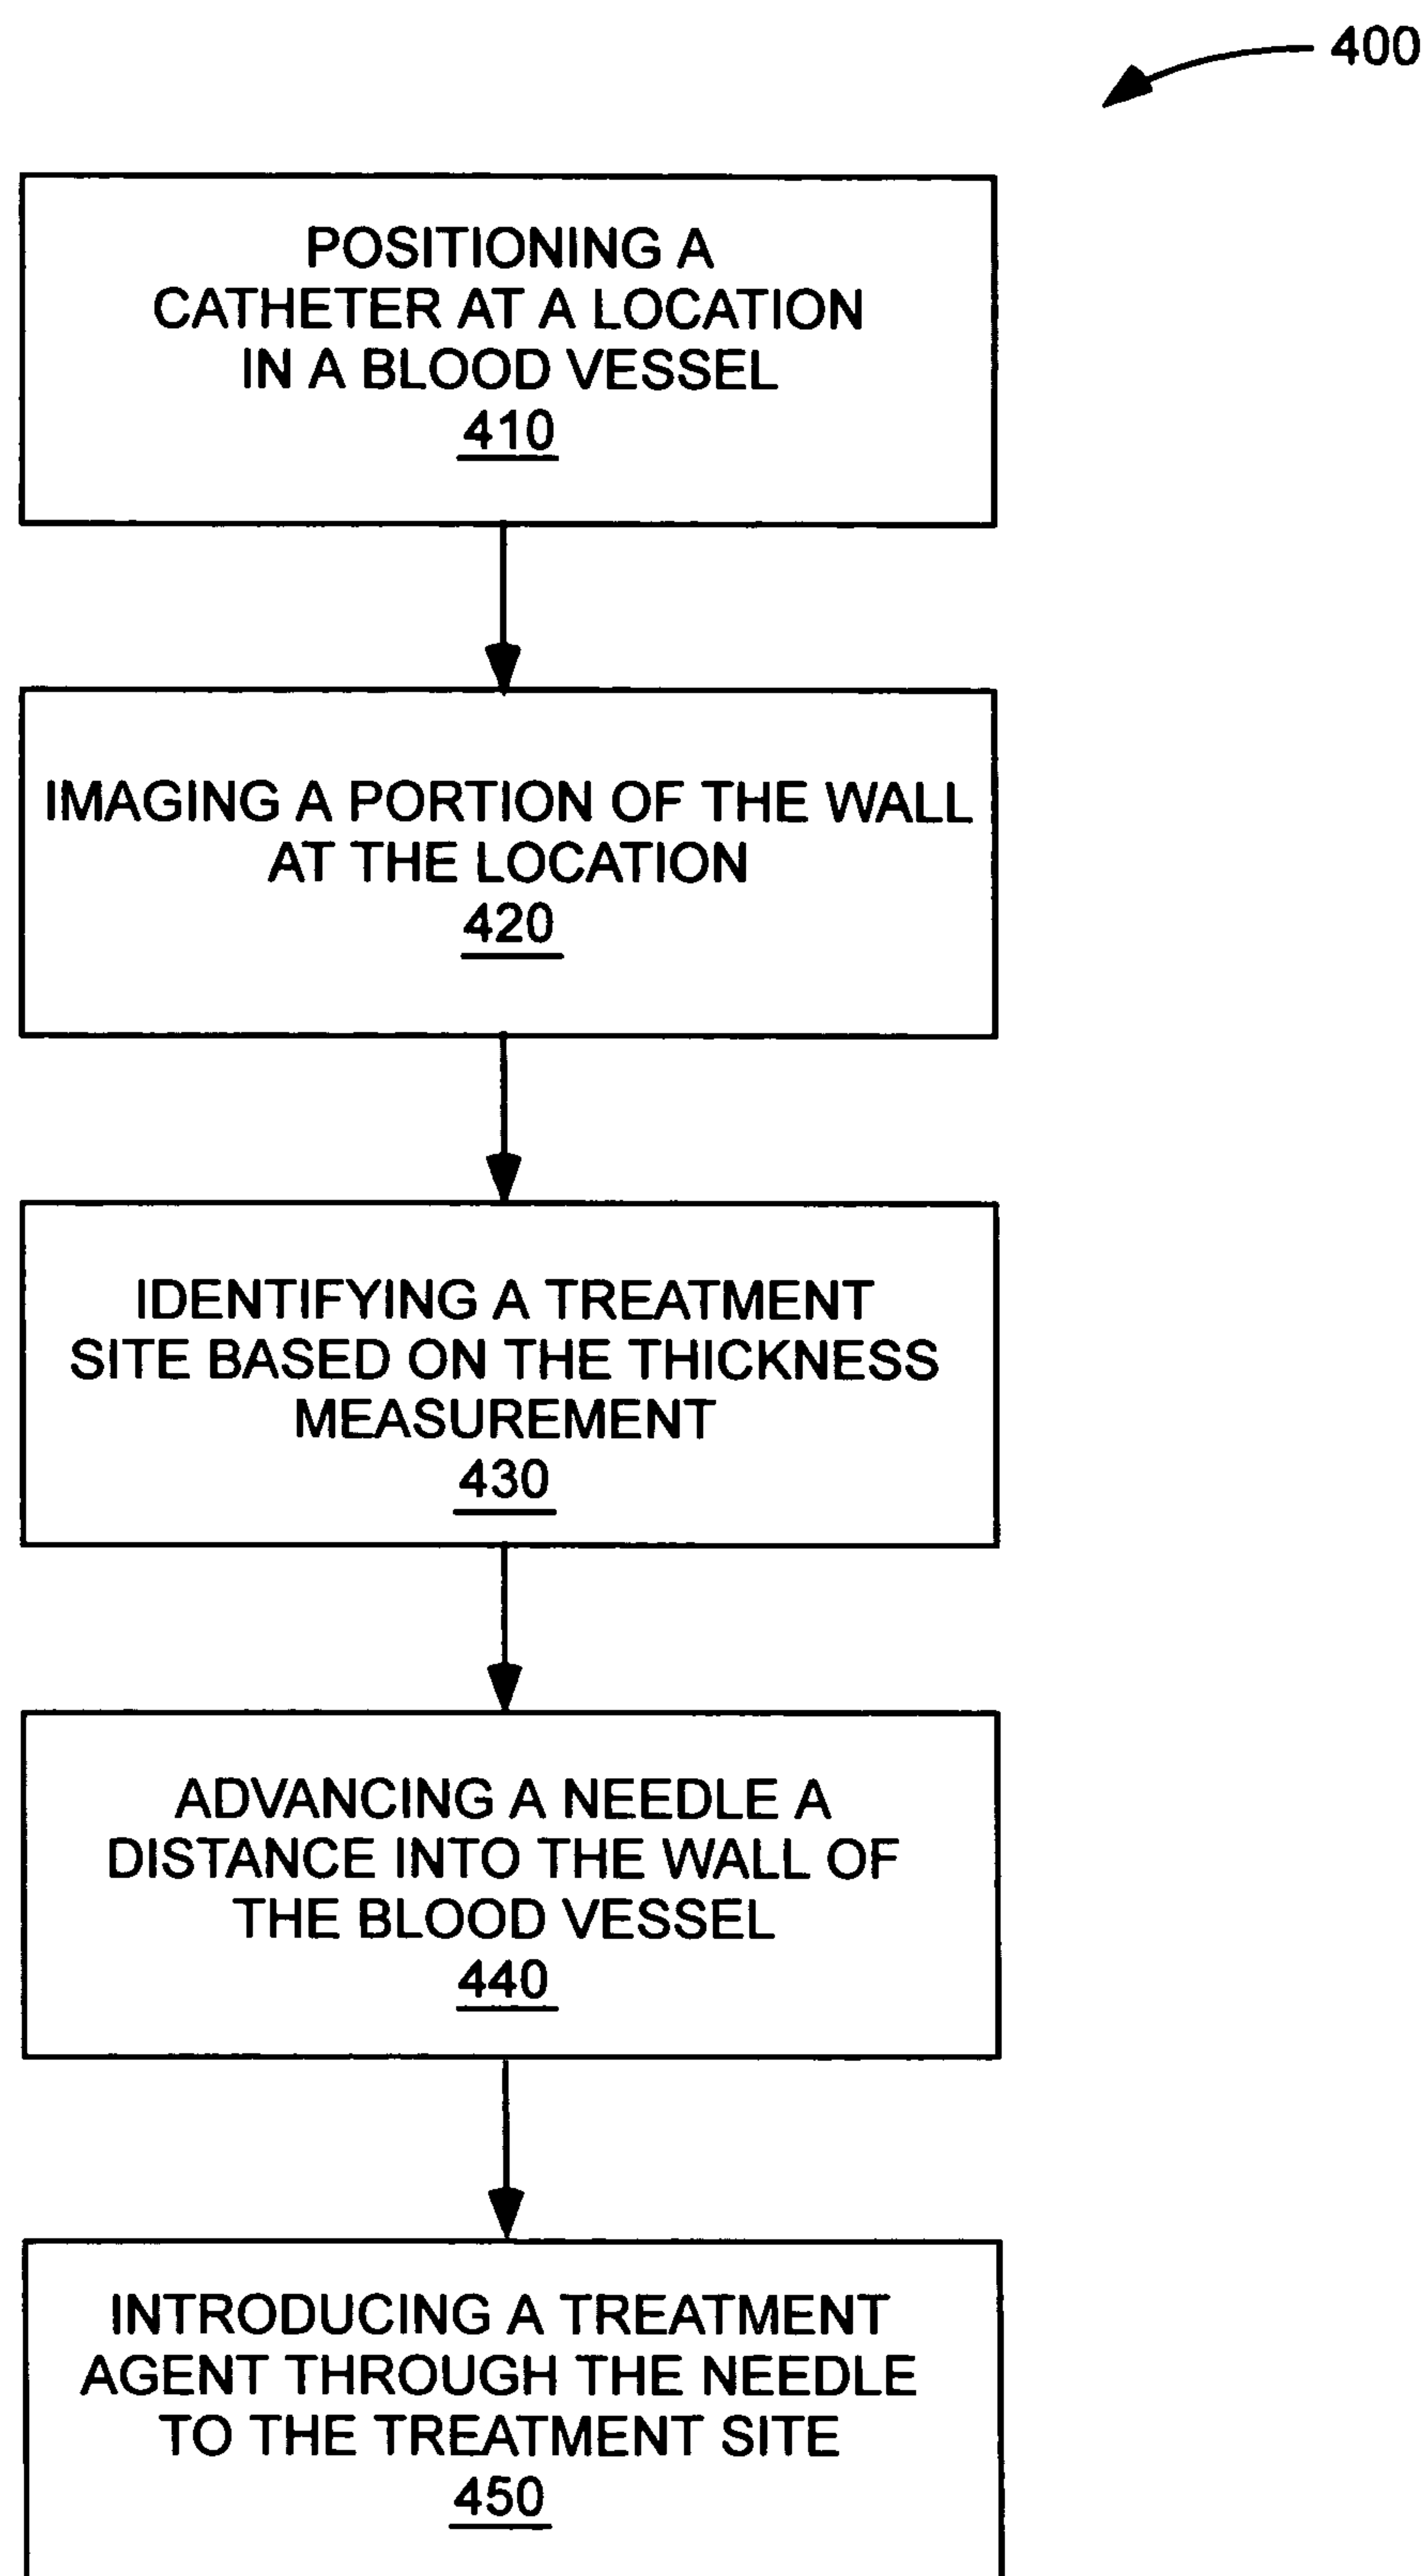 400
POSITIONING A
CATHETER AT A LOCATION
IN A BLOOD VESSEL
410
IMAGING A PORTION OF THE WALL
AT THE LOCATION
420
IDENTIFYING A TREATMENT
SITE BASED ON THE THICKNESS
MEASUREMENT
430
ADVANCING A NEEDLE A
DISTANCE INTO THE WALL OF
THE BLOOD VESSEL
440
INTRODUCING A TREATMENT
AGENT THROUGH THE NEEDLE
TO THE TREATMENT SITE
450